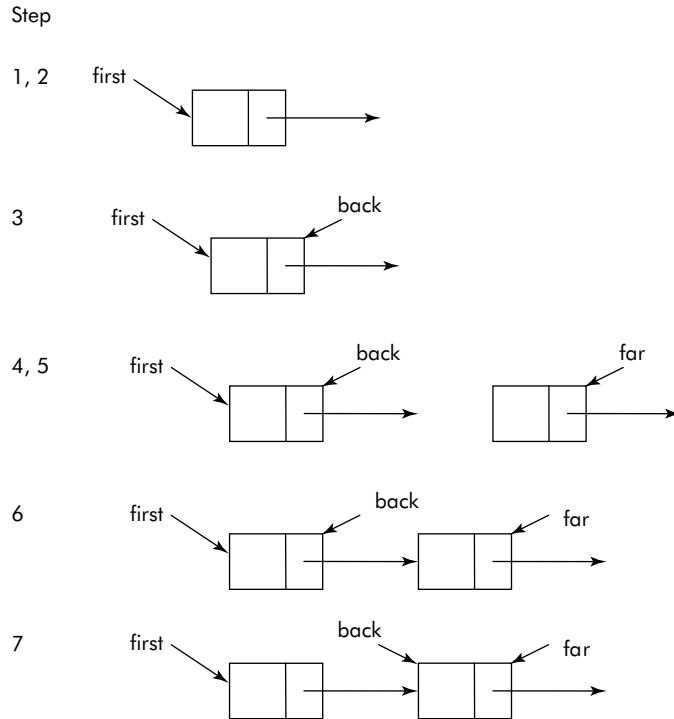 Step
1, 2 first
3 first back
4, 5 first back far
6 first back far
7 first back far